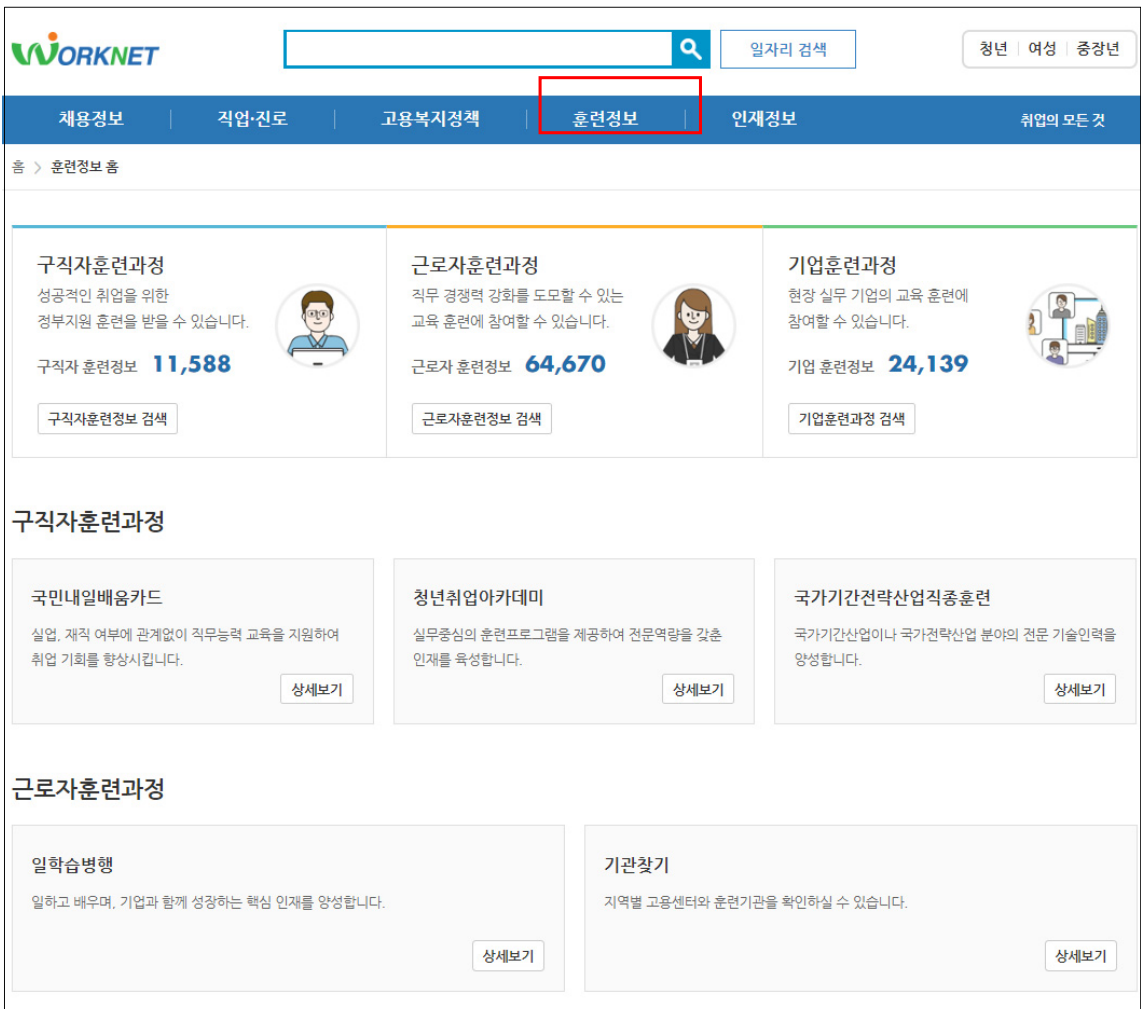 WORKNET
일자리 검색
청년 여성 중장년
채용정보 직업·진로 고용복지정책 훈련정보 인재정보 취업의 모든 것
홈 > 훈련정보 홈
구직자훈련과정
성공적인 취업을 위한
정부지원 훈련을 받을 수 있습니다.
구직자 훈련정보 11,588
구직자훈련정보 검색
근로자훈련과정
직무 경쟁력 강화를 도모할 수 있는
교육 훈련에 참여할 수 있습니다.
근로자 훈련정보 64,670
근로자훈련정보 검색
기업훈련과정
현장 실무 기업의 교육 훈련에
참여할 수 있습니다.
기업 훈련정보 24,139
기업훈련과정 검색
구직자훈련과정
국민내일배움카드
실업, 재직 여부에 관계없이 직무능력 교육을 지원하여
취업 기회를 향상시킵니다.
상세보기
청년취업아카데미
실무중심의 훈련프로그램을 제공하여 전문역량을 갖춘
인재를 육성합니다.
상세보기
국가기간전략산업직종훈련
국가기간산업이나 국가전략산업 분야의 전문 기술인력을
양성합니다.
상세보기
근로자훈련과정
일학습병행
일하고 배우며, 기업과 함께 성장하는 핵심 인재를 양성합니다.
상세보기
기관찾기
지역별 고용센터와 훈련기관을 확인하실 수 있습니다.
상세보기